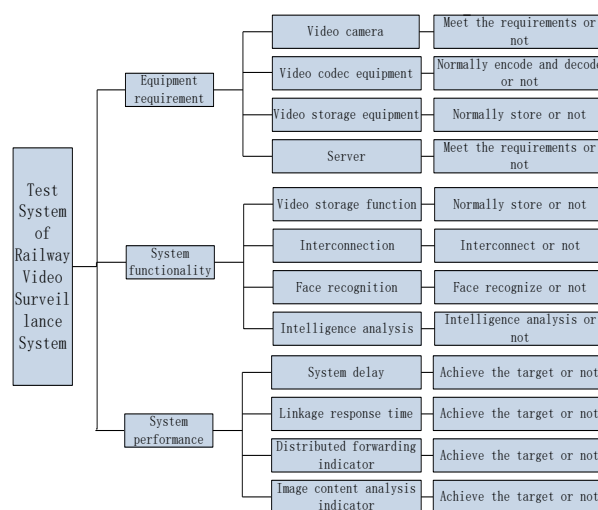 Test
System
of
Railway
Video
Surveil
lance
System
Equipment
requirement
Video camera
Meet the requirements or
not
Video codec equipment
Normally encode and decode
or not
Video storage equipment
Normally store or not
Server
Meet the requirements or
not
System
functionality
Video storage function
Normally store or not
Interconnection
Interconnect or not
Face recognition
Face recognize or not
Intelligence analysis
Intelligence analysis or
not
System
performance
System delay
Achieve the target or not
Linkage response time
Achieve the target or not
Distributed forwarding
indicator
Achieve the target or not
Image content analysis
indicator
Achieve the target or not